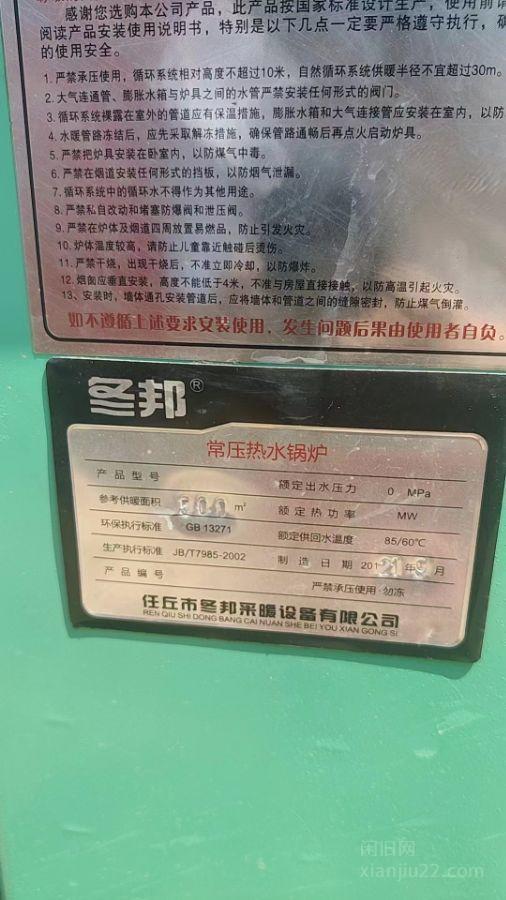 感谢您选购本公司产品，此产品按国家标准设计生产，使用前请
阅读产品安装使用说明书，特别是以下几点一定要严格遵守执行，确
的使用安全。
1. 严禁承压使用，循环系统相对高度不超过10米，自然循环系统供暖半径不宜超过30m。
2. 大气连通管、膨胀水箱与炉具之间的水管严禁安装任何形式的阀门。
3. 循环系统裸露在室外的管道应有保温措施，膨胀水箱和大气连接管应安装在室内，以防
4. 水暖管路冻结后，应先采取解冻措施，确保管路通畅后再点火启动炉具。
5. 严禁把炉具安装在卧室内，以防煤气中毒。
6. 严禁在烟道安装任何形式的挡板，以防烟气泄漏。
7. 循环系统中的循环水不得作为其他用途。
8. 严禁私自改动和堵塞防爆阀和泄压阀。
9. 严禁在炉体及烟道四周放置易燃品，防止引发火灾。
10. 炉体温度较高，请防止儿童靠近触碰后烫伤。
11. 严禁干烧，出现干烧后，不准立即冷却，以防爆炸。
12. 烟囱应垂直安装，高度不能低于4米，不准与房屋直接接触，以防高温引起火灾。
13、安装时，墙体通孔安装管道后，应将墙体和管道之间的缝隙密封，防止煤气倒灌。
如不遵循上述要求安装使用，发生问题后果由使用者自负。
冬邦®
常压热水锅炉
产品型号 额定出水压力 0 MPa
参考供暖面积 500 m² 额定热功率 MW
环保执行标准 GB 13271 额定供回水温度 85/60℃
生产执行标准 JB/T7985-2002 制造日期 2021年9月
产品编号 严禁承压使用·勿冻
任丘市冬邦采暖设备有限公司
REN QIU SHI DONG BANG CAI NUAN SHE BEI YOU XIAN GONG SI
闲旧网
xianjiu22.com